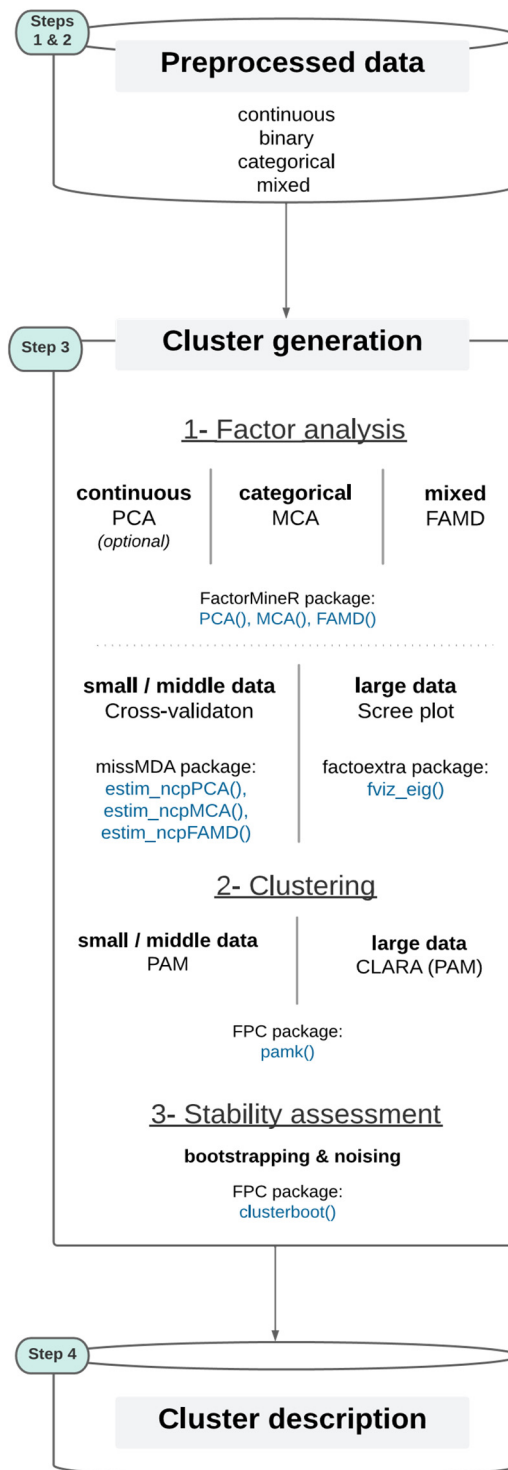 Steps
1 & 2
Preprocessed data
continuous
binary
categorical
mixed
Step 3
Cluster generation
1- Factor analysis
continuous
PCA
(optional)
categorical
MCA
mixed
FAMD
FactorMineR package:
PCA(), MCA(), FAMD()
small / middle data
Cross-validaton
missMDA package:
estim_ncpPCA(),
estim_ncpMCA(),
estim_ncpFAMD()
large data
Scree plot
factoextra package:
fviz_eig()
2- Clustering
small / middle data
PAM
large data
CLARA (PAM)
FPC package:
pamk()
3- Stability assessment
bootstrapping & noising
FPC package:
clusterboot()
Step 4
Cluster description